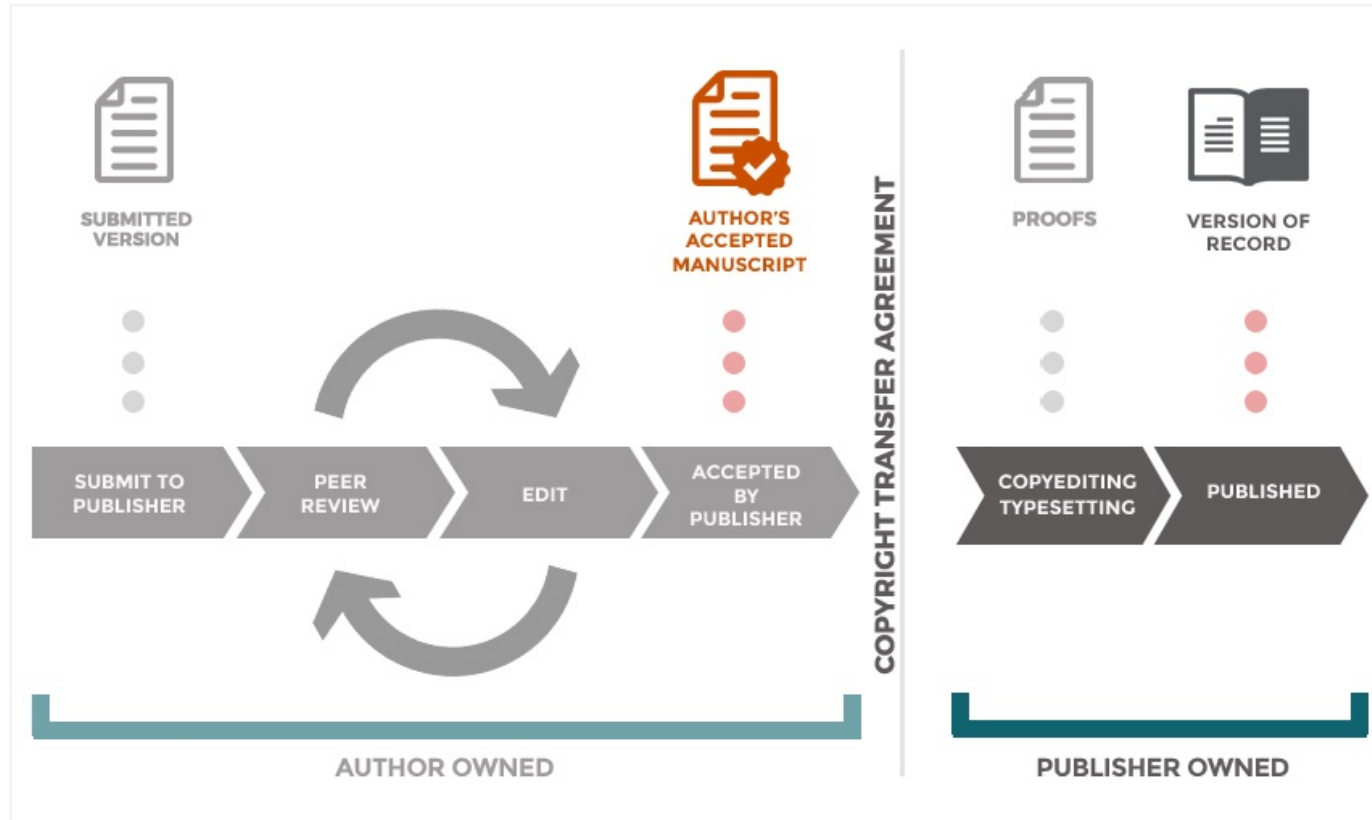 SUBMITTED
VERSION
AUTHOR'S
ACCEPTED
MANUSCRIPT
COPYRIGHT TRANSFER AGREEMENT
PROOFS
VERSION OF
RECORD
SUBMIT TO
PUBLISHER
PEER
REVIEW
EDIT
ACCEPTED
BY
PUBLISHER
COPYEDITING
TYPESETTING
PUBLISHED
AUTHOR OWNED
PUBLISHER OWNED